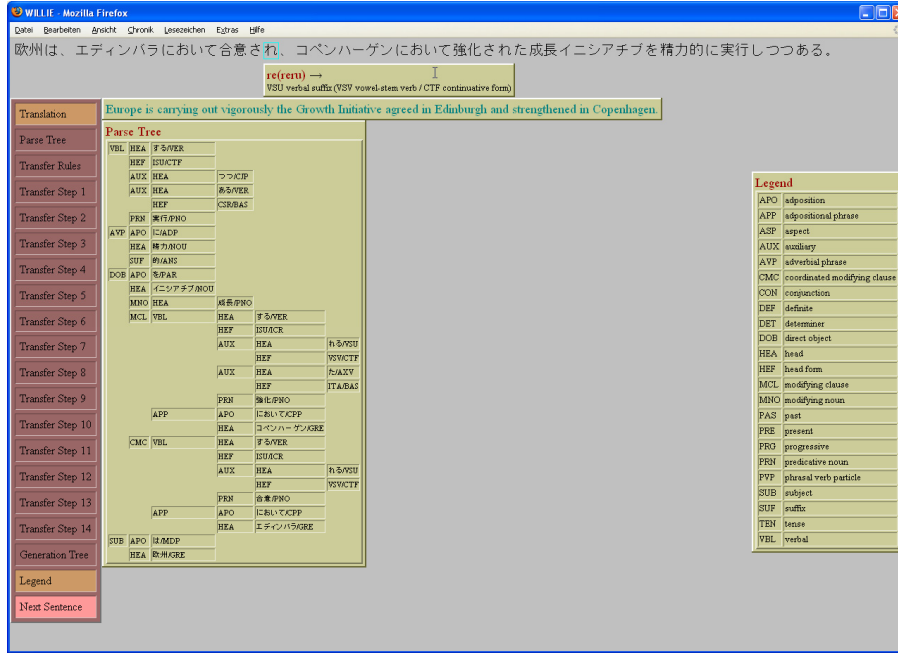 WILLIE - Mozilla Firefox
Datei Bearbeiten Ansicht Chronik Lesezeichen Extras Hilfe
欧州は、エディンバラにおいて合意され、コペンハーゲンにおいて強化された成長イニシアチブを精力的に実行しつつある。
re(reru) →
VSU verbal suffix (VSV vowel-stem verb / CTF continuative form)
Translation
Europe is carrying out vigorously the Growth Initiative agreed in Edinburgh and strengthened in Copenhagen.
Parse Tree
Transfer Rules
Transfer Step 1
Transfer Step 2
Transfer Step 3
Transfer Step 4
Transfer Step 5
Transfer Step 6
Transfer Step 7
Transfer Step 8
Transfer Step 9
Transfer Step 10
Transfer Step 11
Transfer Step 12
Transfer Step 13
Transfer Step 14
Generation Tree
Legend
Next Sentence
Parse Tree
VBL HEA する/VER
HEF ISU/CTF
AUX HEA つつ/CJP
AUX HEA ある/VER
HEF CSR/BAS
PRN 実行/PNO
AVP APO に/ADP
HEA 精力/NOU
SUF 的/ANS
DOB APO を/PAR
HEA イニシアチブ/NOU
MNO HEA 成長/PNO
MCL VBL HEA する/VER
HEF ISU/ICR
AUX HEA れる/VSU
HEF VSV/CTF
AUX HEA た/AXV
HEF ITA/BAS
PRN 強化/PNO
APP APO において/CPP
HEA コペンハーゲン/GRE
CMC VBL HEA する/VER
HEF ISU/ICR
AUX HEA れる/VSU
HEF VSV/CTF
PRN 合意/PNO
APP APO において/CPP
HEA エディンバラ/GRE
SUB APO は/MDP
HEA 欧州/GRE
Legend
APO adposition
APP adpositional phrase
ASP aspect
AUX auxiliary
AVP adverbial phrase
CMC coordinated modifying clause
CON conjunction
DEF definite
DET determiner
DOB direct object
HEA head
HEF head form
MCL modifying clause
MNO modifying noun
PAS past
PRE present
PRG progressive
PRN predicative noun
PVP phrasal verb particle
SUB subject
SUF suffix
TEN tense
VBL verbal